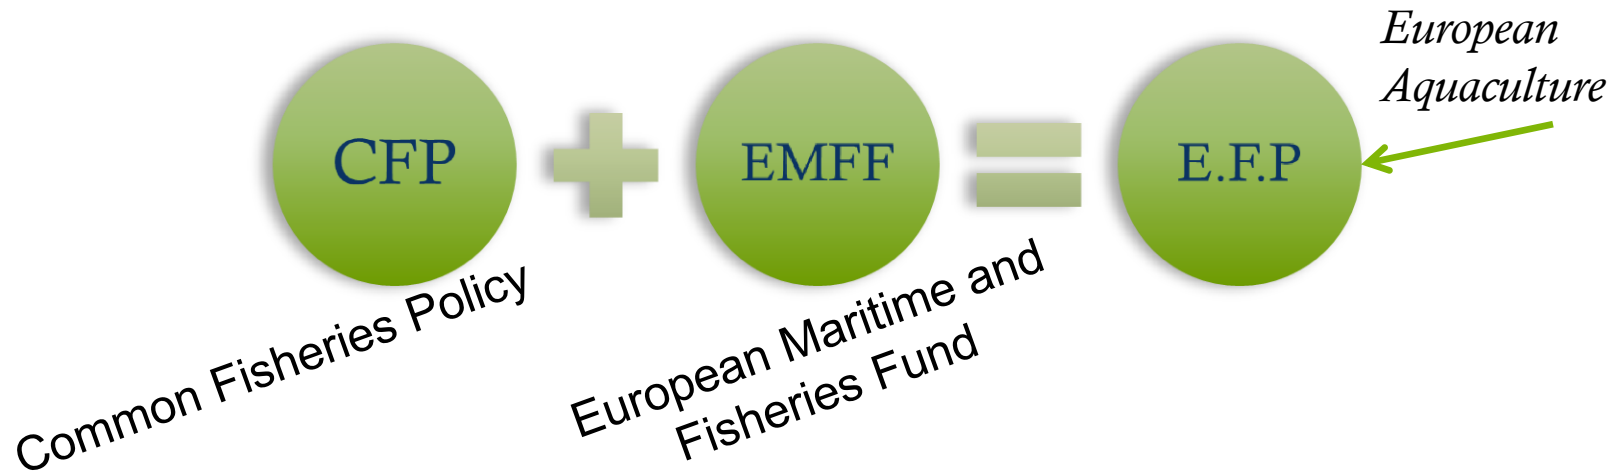 European
Aquaculture
CFP
EMFF
E.F.P
Common Fisheries Policy
European Maritime and
Fisheries Fund